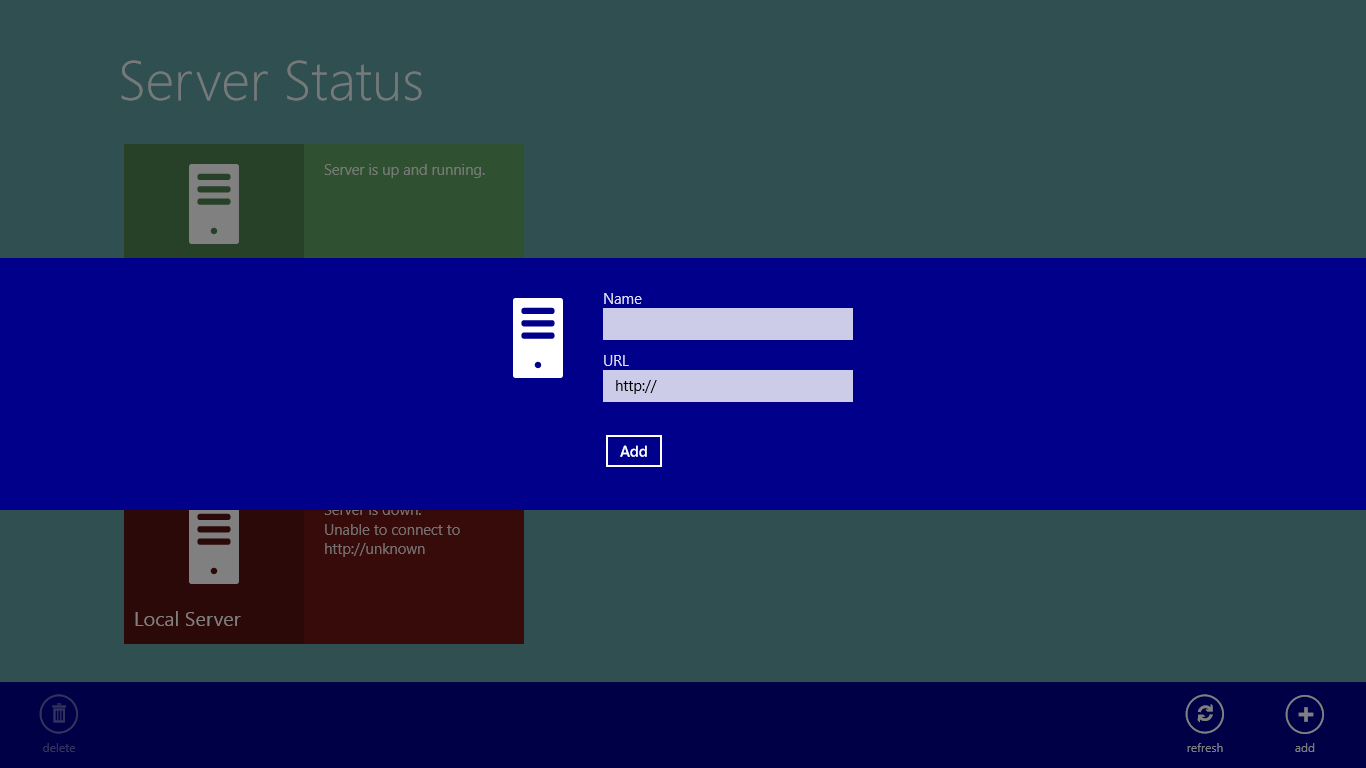 Server Status
Server is up and running.
Name
URL
http://
Add
Server is down.
Unable to connect to
http://unknown
Local Server
delete
refresh
add